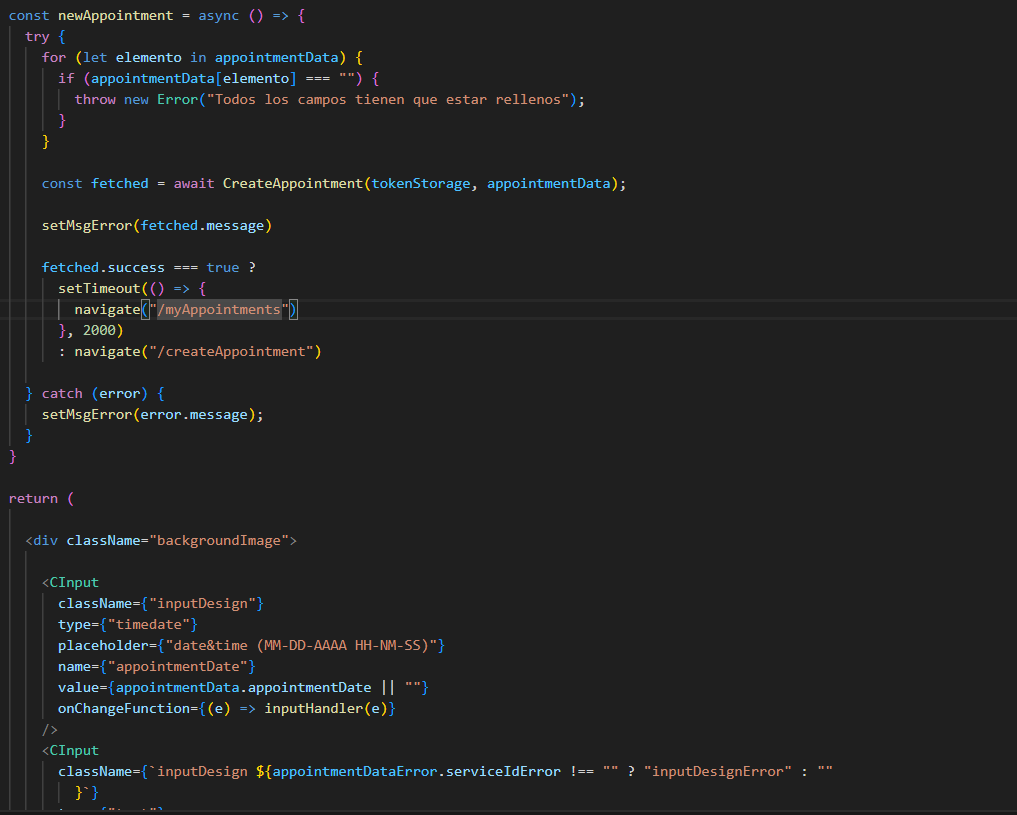 const newAppointment = async () => {
try {
for (let elemento in appointmentData) {
if (appointmentData[elemento] === "") {
throw new Error("Todos los campos tienen que estar rellenos");
}
}
const fetched = await CreateAppointment(tokenStorage, appointmentData);
setMsgError(fetched.message)
fetched.success === true ?
setTimeout(() => {
navigate("/myAppointments")
}, 2000)
: navigate("/createAppointment")
} catch (error) {
setMsgError(error.message);
}
}
return (
<div className="backgroundImage">
<CInput
className={"inputDesign"}
type={"timedate"}
placeholder={"date&time (MM-DD-AAAA HH-NM-SS)"}
name={"appointmentDate"}
value={appointmentData.appointmentDate || ""}
onChangeFunction={(e) => inputHandler(e)}
/>
<CInput
className={`inputDesign ${appointmentDataError.serviceIdError !== "" ? "inputDesignError" : ""
}`}